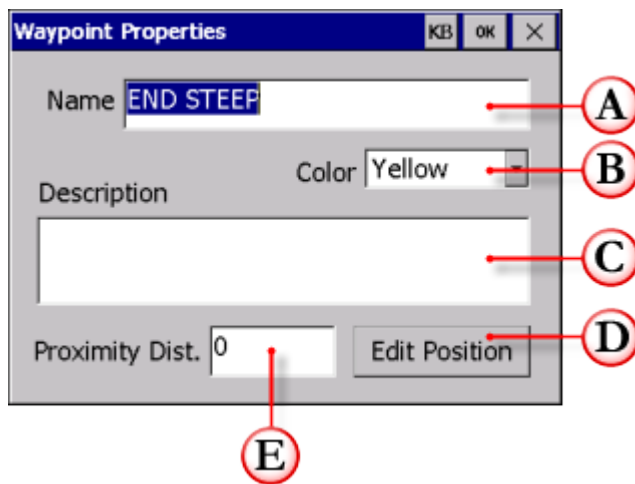 Waypoint Properties KB OK
Name END STEEP A
Color Yellow B
Description
C
Proximity Dist. 0 Edit Position D
E